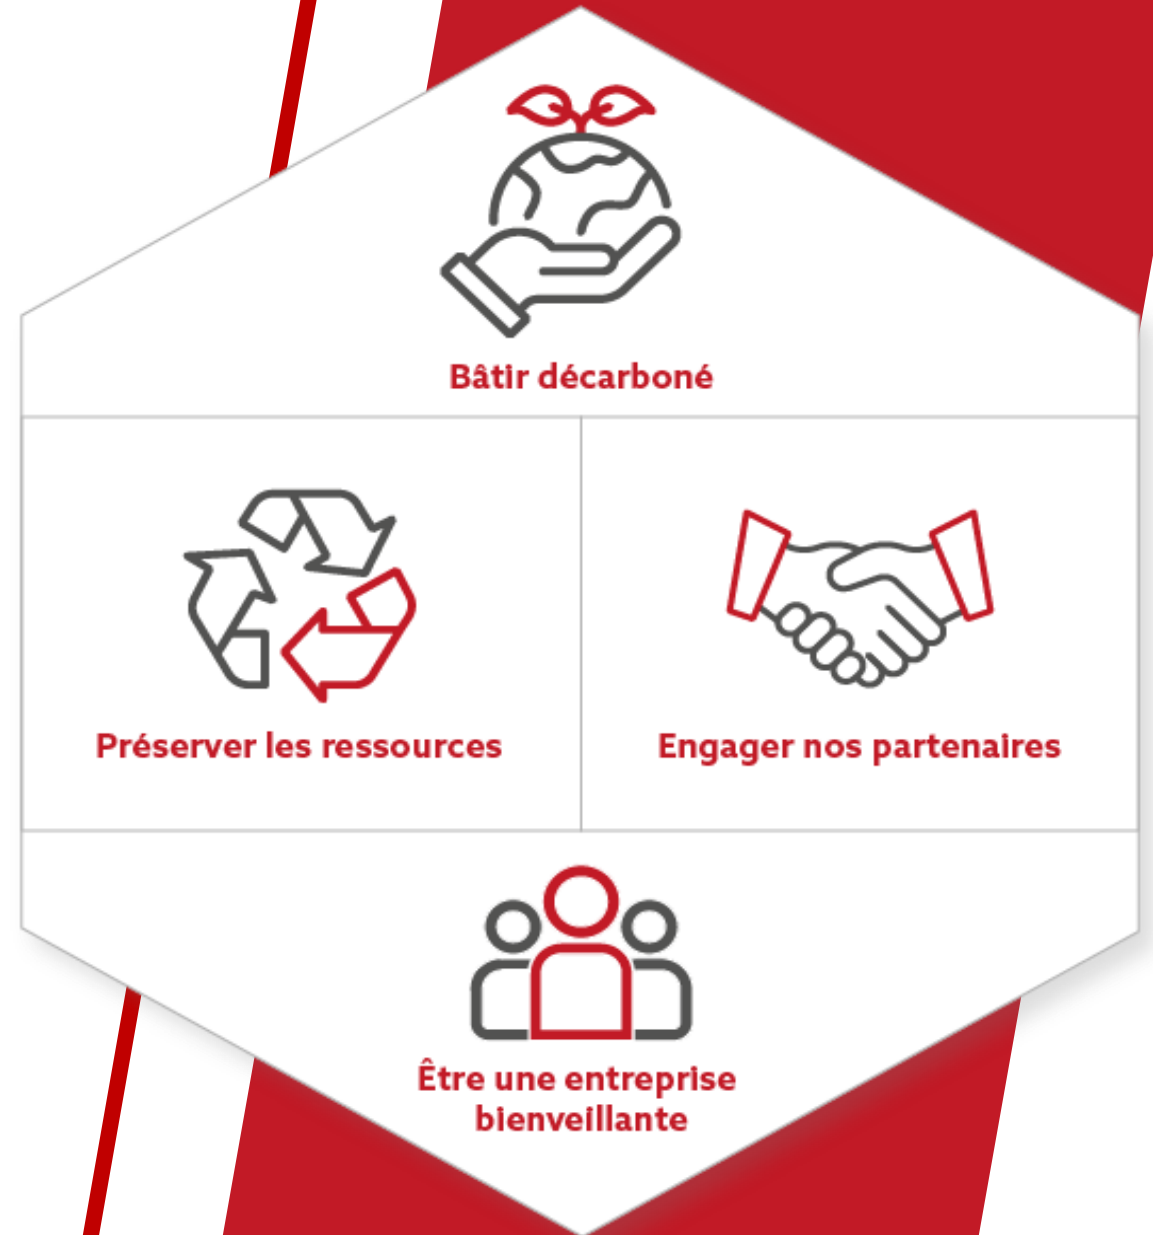 Bâtir décarboné
Préserver les ressources
Engager nos partenaires
Être une entreprise
bienveillante